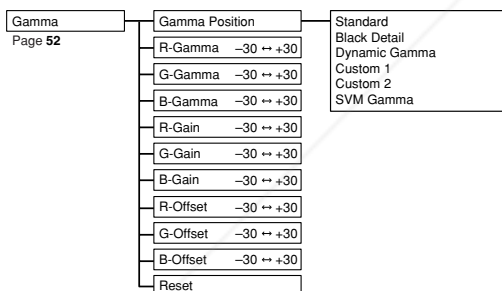 Gamma
Page 52
Gamma Position
R-Gamma –30 ↔ +30
G-Gamma –30 ↔ +30
B-Gamma –30 ↔ +30
R-Gain –30 ↔ +30
G-Gain –30 ↔ +30
B-Gain –30 ↔ +30
R-Offset –30 ↔ +30
G-Offset –30 ↔ +30
B-Offset –30 ↔ +30
Reset
Standard
Black Detail
Dynamic Gamma
Custom 1
Custom 2
SVM Gamma